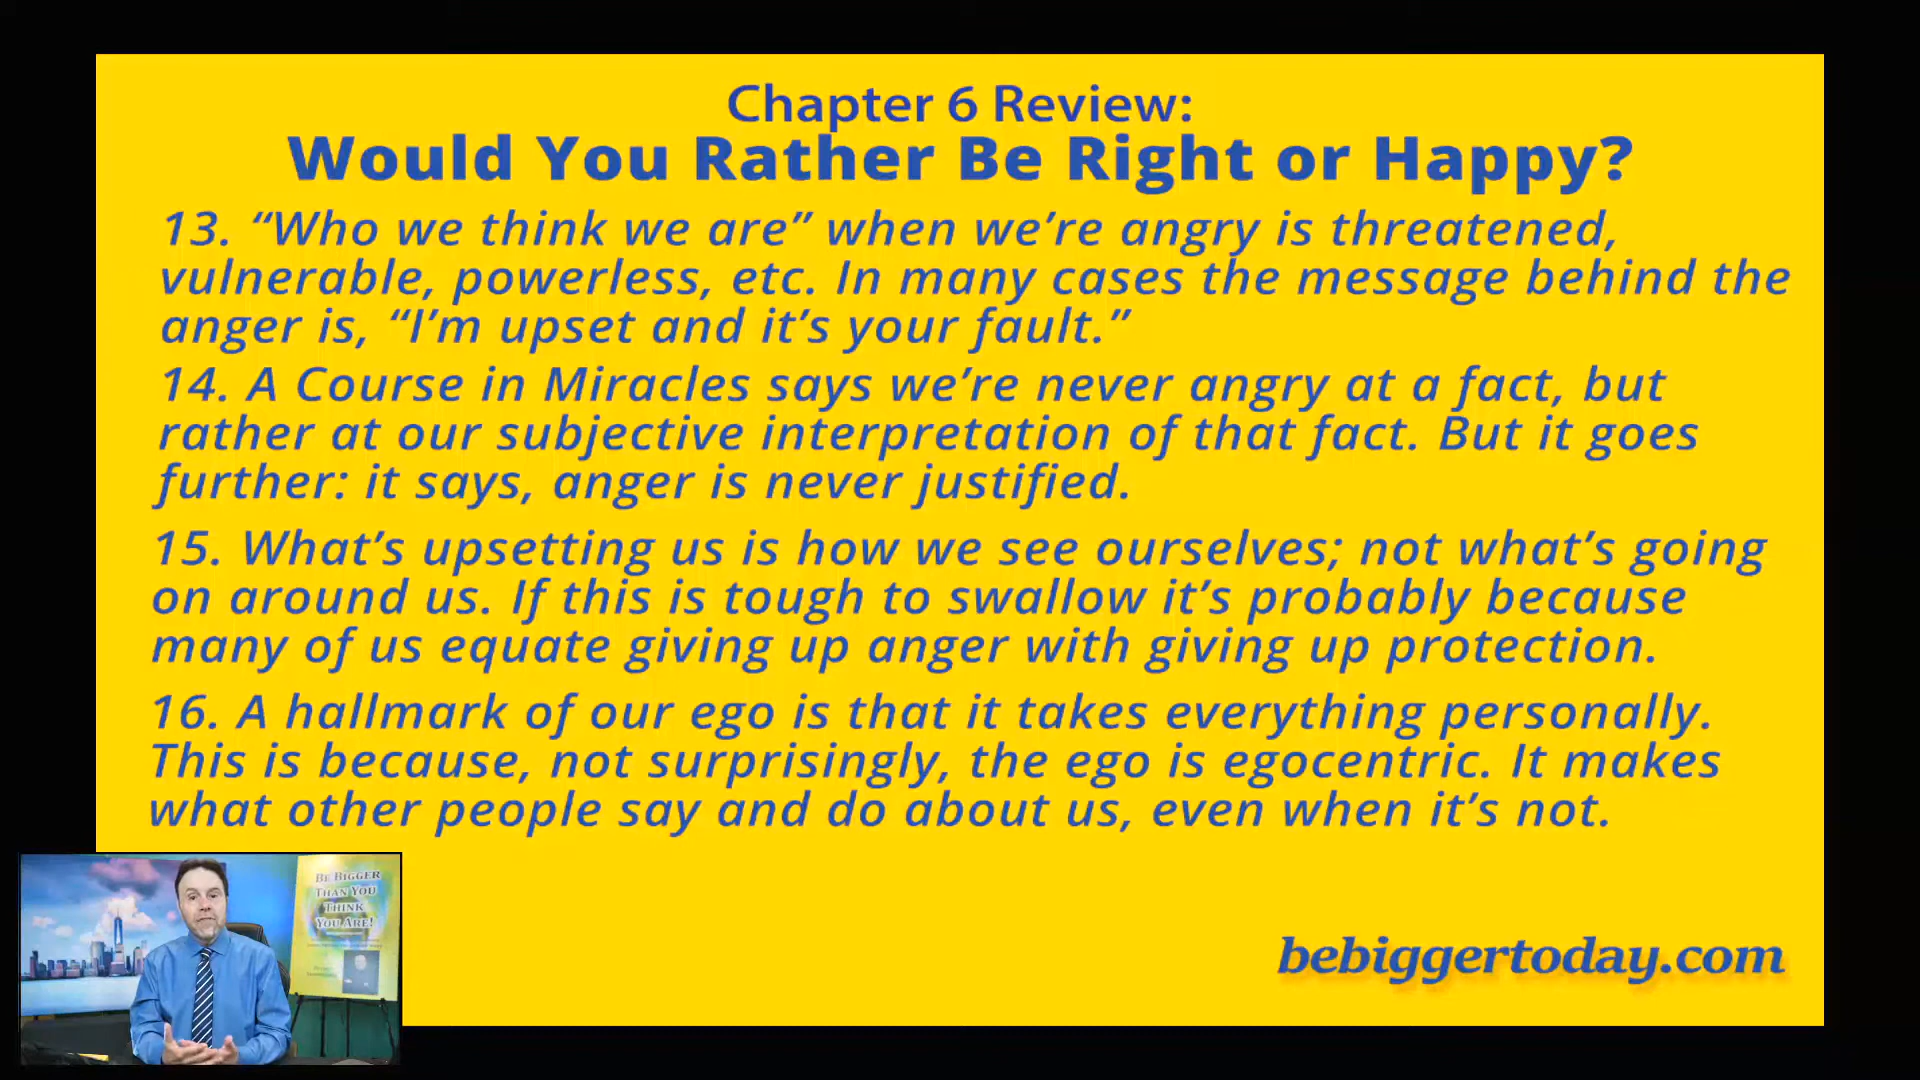 Chapter 6 Review:
Would You Rather Be Right or Happy?
13. “Who we think we are” when we’re angry is threatened,
vulnerable, powerless, etc. In many cases the message behind the
anger is, “I’m upset and it’s your fault.”
14. A Course in Miracles says we’re never angry at a fact, but
rather at our subjective interpretation of that fact. But it goes
further: it says, anger is never justified.
15. What’s upsetting us is how we see ourselves; not what’s going
on around us. If this is tough to swallow it’s probably because
many of us equate giving up anger with giving up protection.
16. A hallmark of our ego is that it takes everything personally.
This is because, not surprisingly, the ego is egocentric. It makes
what other people say and do about us, even when it’s not.
BE BIGGER
THAN YOU
THINK
YOU ARE!
bebiggertoday.com